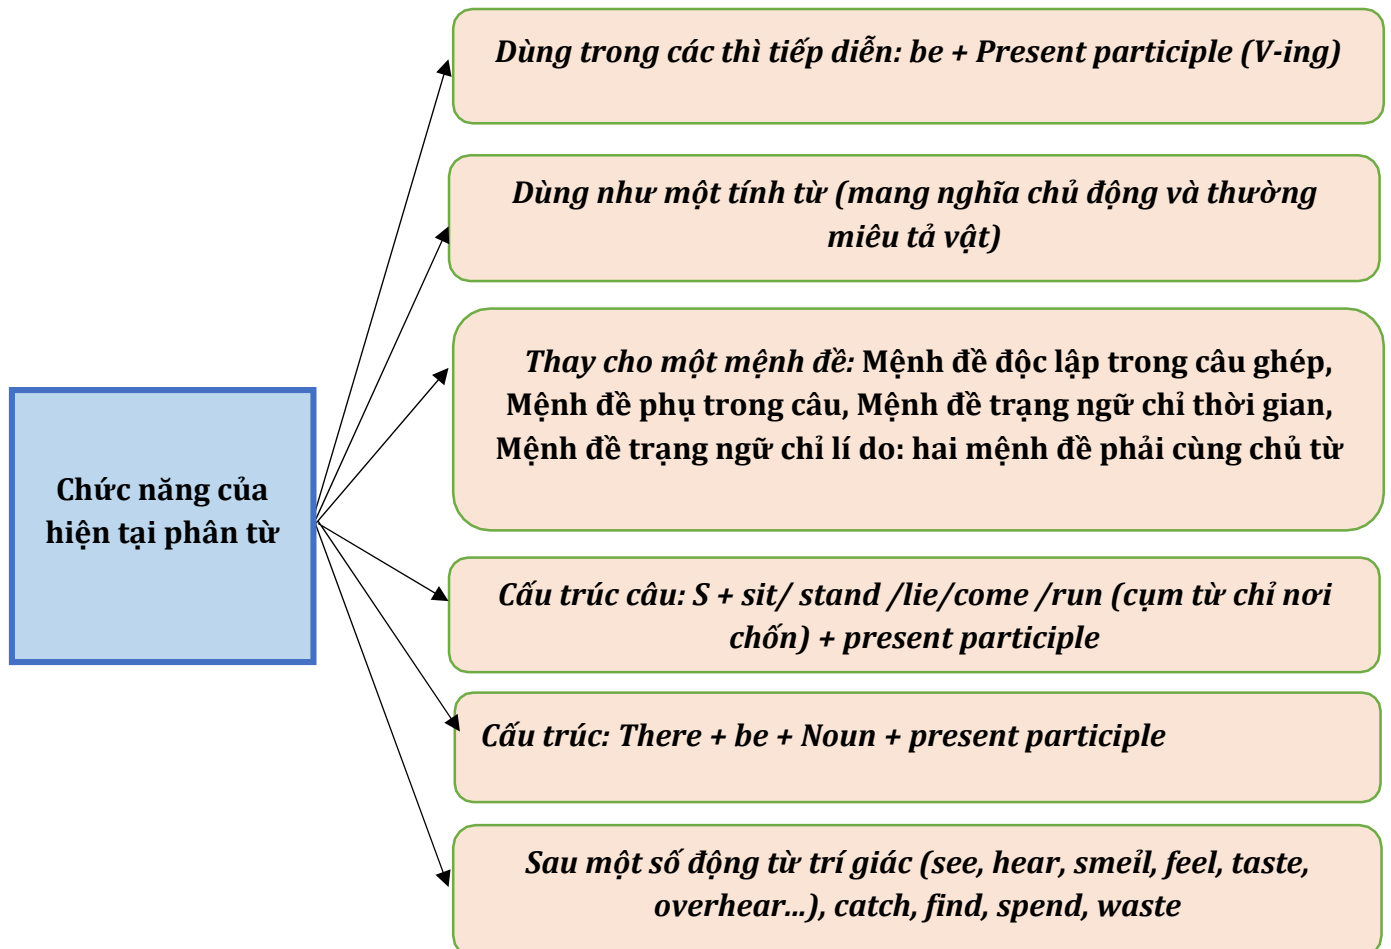 Dùng trong các thì tiếp diễn: be + Present participle (V-ing)
Dùng như một tính từ (mang nghĩa chủ động và thường
miêu tả vật)
Thay cho một mệnh đề: Mệnh đề độc lập trong câu ghép,
Mệnh đề phụ trong câu, Mệnh đề trạng ngữ chỉ thời gian,
Mệnh đề trạng ngữ chỉ lí do: hai mệnh đề phải cùng chủ từ
Chức năng của
hiện tại phân từ
Cấu trúc câu: S + sit/ stand /lie/come /run (cụm từ chỉ nơi
chốn) + present participle
Cấu trúc: There + be + Noun + present participle
Sau một số động từ trí giác (see, hear, smeỉl, feel, taste,
overhear...), catch, find, spend, waste